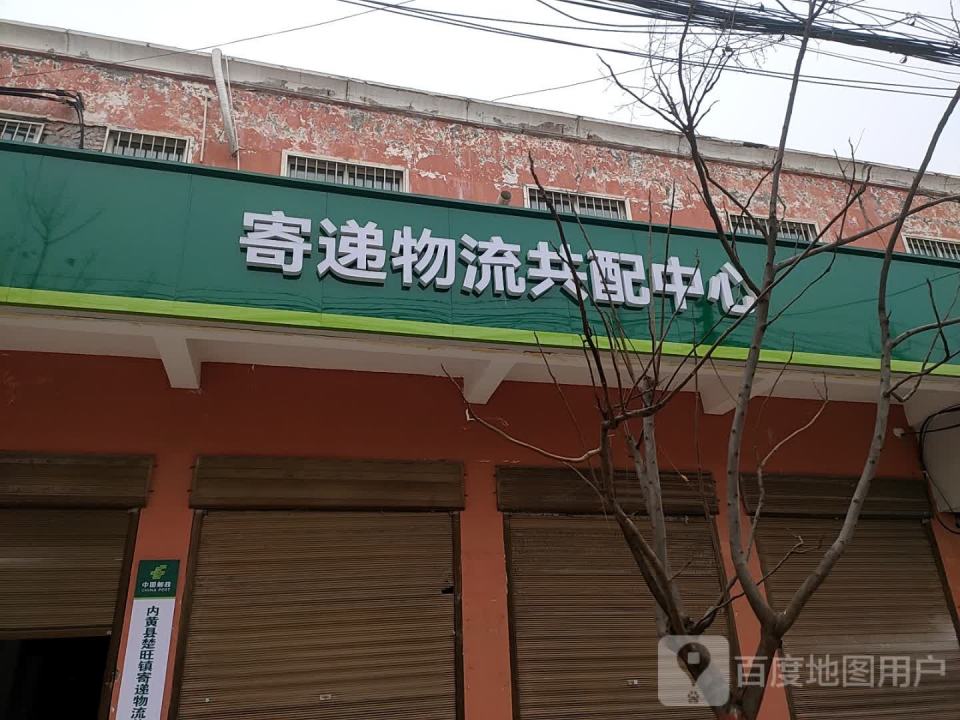 寄递物流共配中心
中国邮政
CHINA POST
内黄县楚旺镇寄递物流
百度地图用户